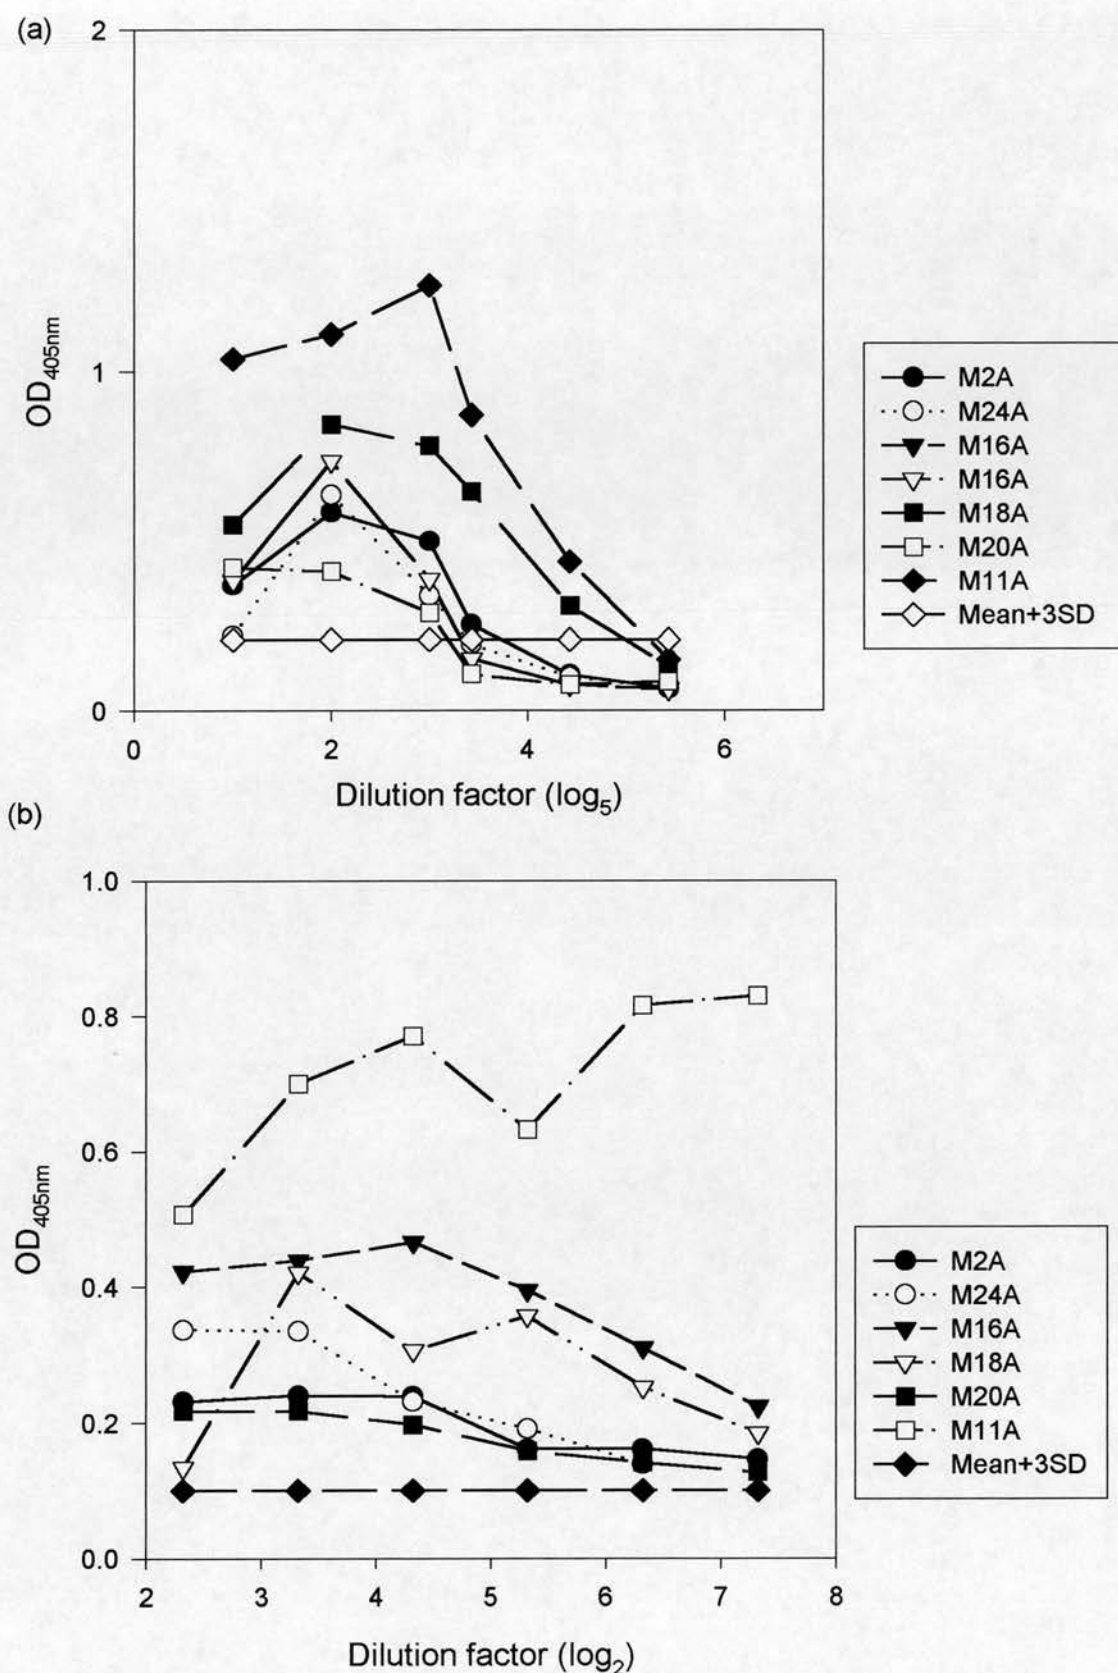 (a)
2
1
0
OD405nm
0 2 4 6
Dilution factor (log5)
M2A
M24A
M16A
M16A
M18A
M20A
M11A
Mean+3SD
(b)
1.0
0.8
0.6
0.4
0.2
0.0
OD405nm
2 3 4 5 6 7 8
Dilution factor (log2)
M2A
M24A
M16A
M18A
M20A
M11A
Mean+3SD